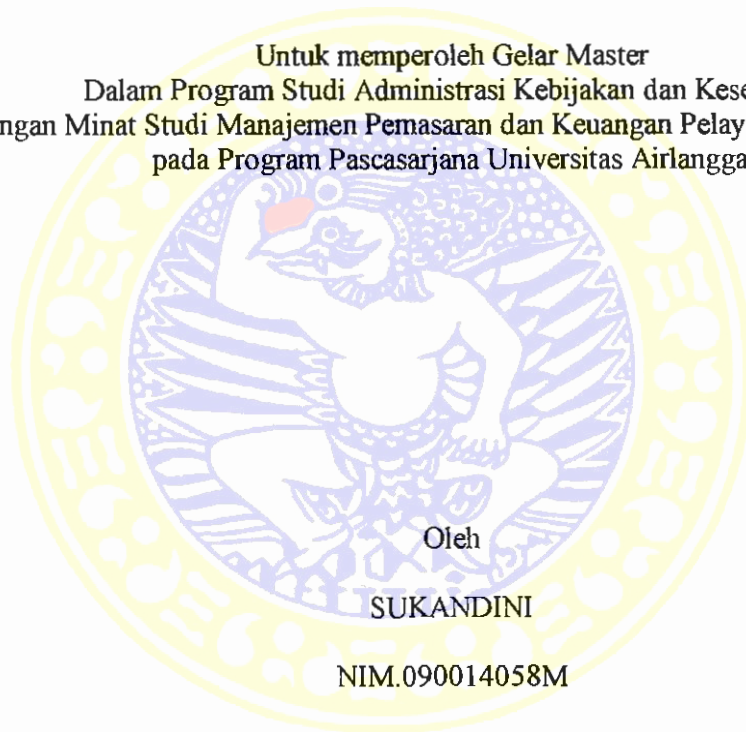 Untuk memperoleh Gelar Master
Dalam Program Studi Administrasi Kebijakan dan Kese
ngan Minat Studi Manajemen Pemasaran dan Keuangan Pelay
pada Program Pascasarjana Universitas Airlangga
Oleh
SUKANDINI
NIM.090014058M